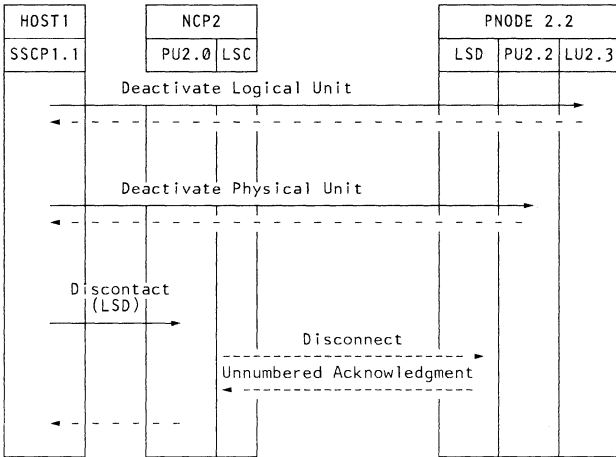 HOST1 NCP2 PNODE 2.2
SSCP1.1 PU2.0 LSC LSD PU2.2 LU2.3
Deactivate Logical Unit
Deactivate Physical Unit
Discontact
(LSD)
Disconnect
Unnumbered Acknowledgment